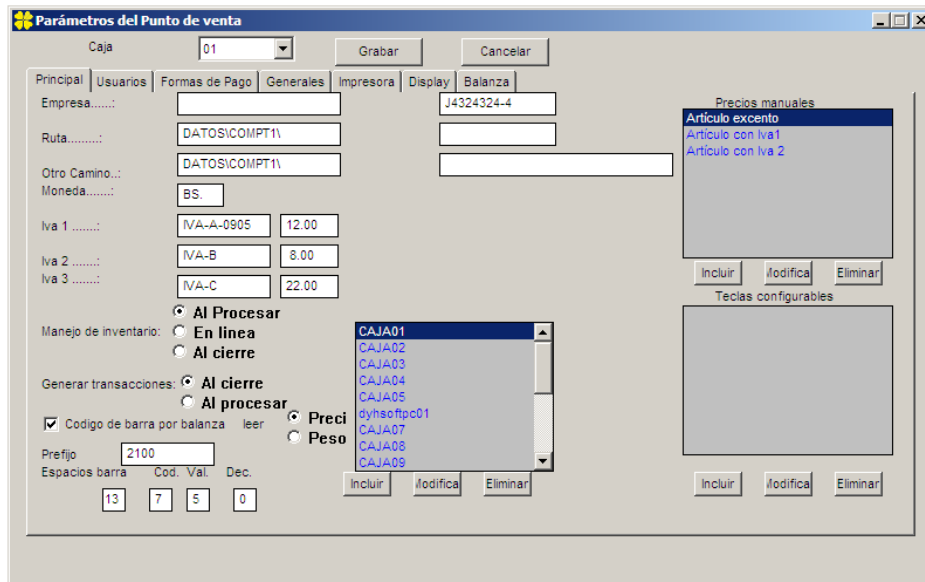 Parámetros del Punto de venta
Caja 01 Grabar Cancelar
Principal Usuarios Formas de Pago Generales Impresora Display Balanza
Empresa......: J4324324-4
Ruta.........: DATOS\COMPT1\
Otro Camino..: DATOS\COMPT1\
Moneda.......: BS.
Iva 1 .......: IVA-A-0905 12.00
Iva 2 .......: IVA-B 8.00
Iva 3 .......: IVA-C 22.00
Manejo de inventario:
Al Procesar
En linea
Al cierre
Generar transacciones:
Al cierre
Al procesar
Codigo de barra por balanza leer
Preci
Peso
Prefijo 2100
Espacios barra Cod. Val. Dec.
13 7 5 0
CAJA01
CAJA02
CAJA03
CAJA04
CAJA05
dyhsoftpc01
CAJA07
CAJA08
CAJA09
Incluir Modifica Eliminar
Precios manuales
Artículo excento
Artículo con Iva1
Artículo con Iva 2
Incluir Modifica Eliminar
Teclas configurables
Incluir Modifica Eliminar